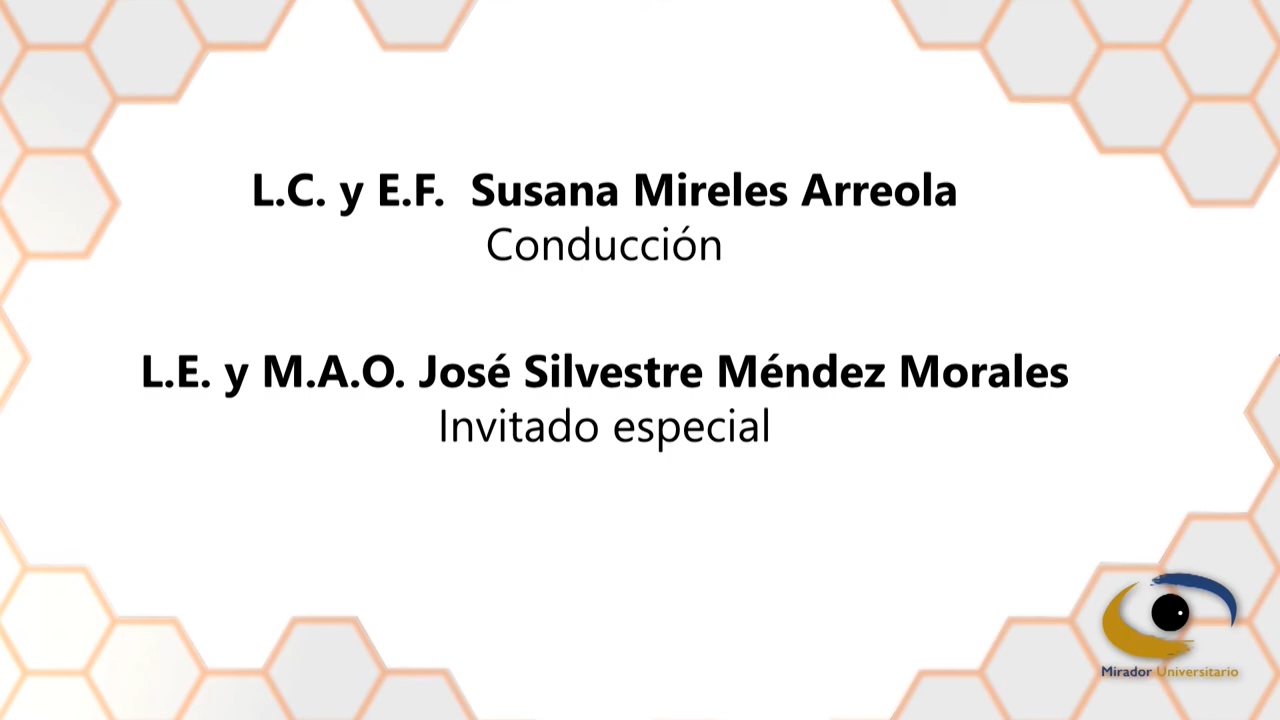 L.C. y E.F.  Susana Mireles Arreola
Conducción
L.E. y M.A.O. José Silvestre Méndez Morales
Invitado especial
Mirador Universitario